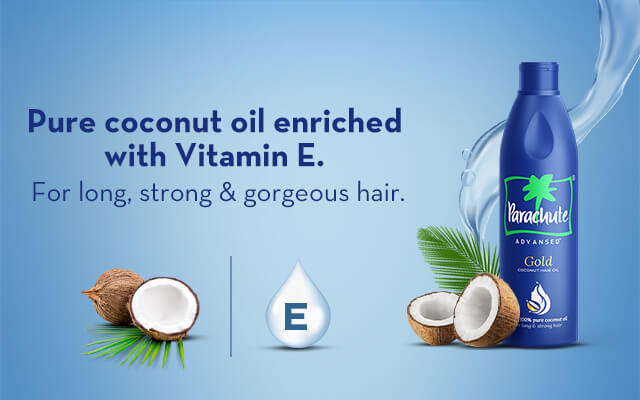 Pure coconut oil enriched
with Vitamin E.
For long, strong & gorgeous hair.
E
Parachute
ADVANSED
Gold
COCONUT HAIR OIL
100% pure coconut oil
for long & strong hair